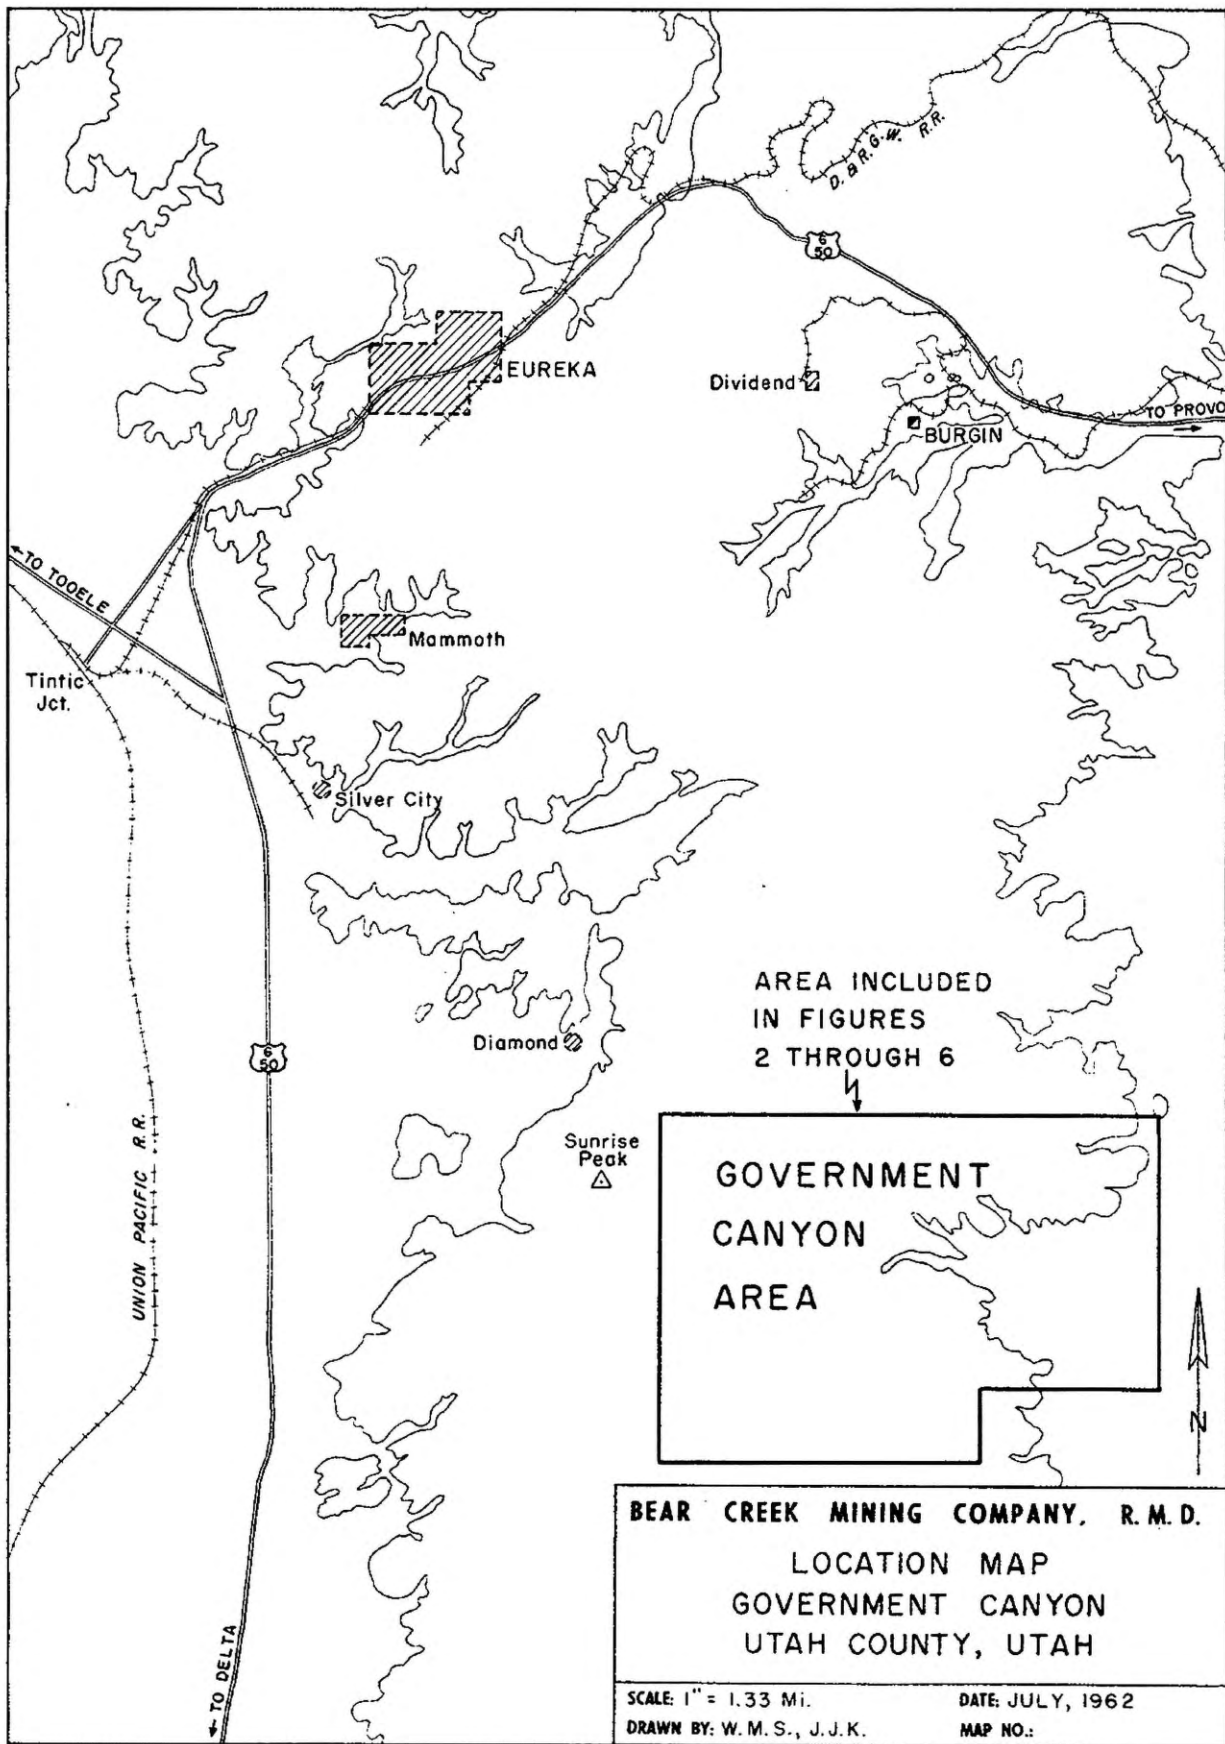 D. & R.G.W. R.R.
6
50
EUREKA
Dividend
BURGIN
TO PROVO
TO TOOELE
Mammoth
Tintic
Jct.
Silver City
AREA INCLUDED
IN FIGURES
2 THROUGH 6
Diamond
6
50
Sunrise
Peak
UNION PACIFIC R.R.
GOVERNMENT
CANYON
AREA
N
TO DELTA
BEAR CREEK MINING COMPANY. R.M.D.
LOCATION MAP
GOVERNMENT CANYON
UTAH COUNTY, UTAH
SCALE: 1" = 1.33 Mi.
DATE: JULY, 1962
DRAWN BY: W.M.S., J.J.K.
MAP NO.: